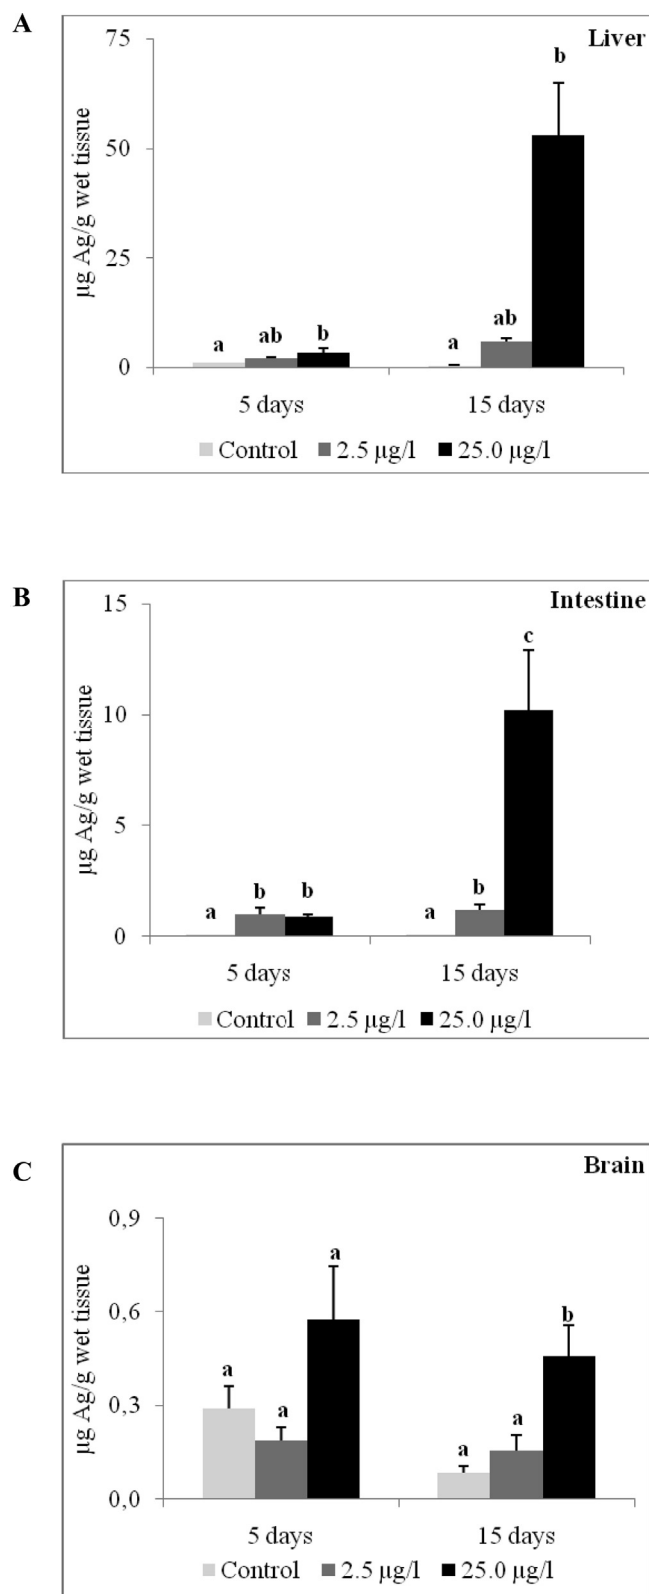 A
Liver
µg Ag/g wet tissue
75
50
25
0
a
ab
b
a
ab
b
5 days
15 days
Control
2.5 µg/l
25.0 µg/l
B
Intestine
µg Ag/g wet tissue
15
10
5
0
a
b
b
a
b
c
5 days
15 days
Control
2.5 µg/l
25.0 µg/l
C
Brain
µg Ag/g wet tissue
0,9
0,6
0,3
0,0
a
a
a
a
a
b
5 days
15 days
Control
2.5 µg/l
25.0 µg/l